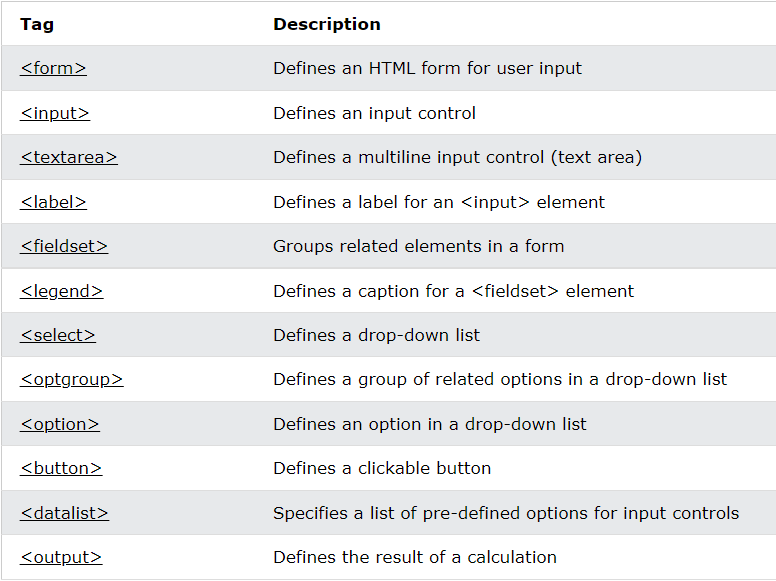 Tag Description
<form> Defines an HTML form for user input
<input> Defines an input control
<textarea> Defines a multiline input control (text area)
<label> Defines a label for an <input> element
<fieldset> Groups related elements in a form
<legend> Defines a caption for a <fieldset> element
<select> Defines a drop-down list
<optgroup> Defines a group of related options in a drop-down list
<option> Defines an option in a drop-down list
<button> Defines a clickable button
<datalist> Specifies a list of pre-defined options for input controls
<output> Defines the result of a calculation